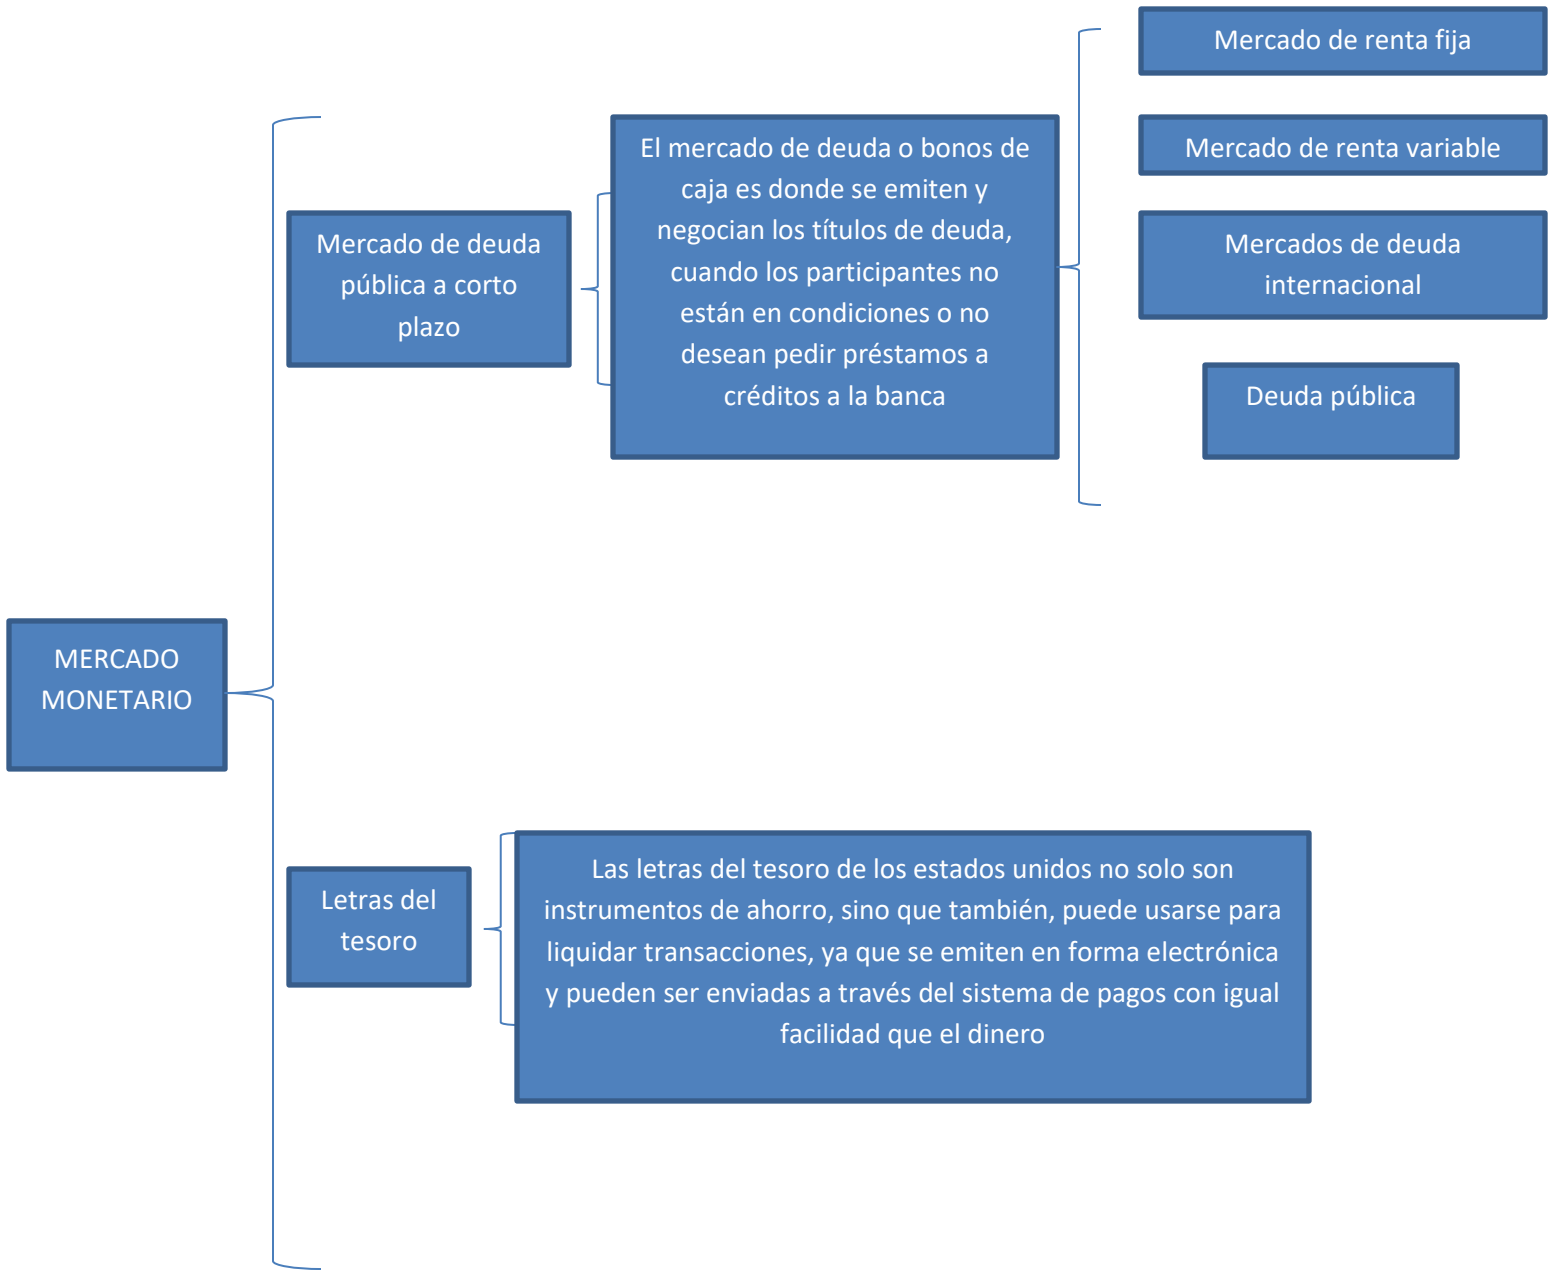 MERCADO
MONETARIO
Mercado de deuda
pública a corto
plazo
El mercado de deuda o bonos de
caja es donde se emiten y
negocian los títulos de deuda,
cuando los participantes no
están en condiciones o no
desean pedir préstamos a
créditos a la banca
Mercado de renta fija
Mercado de renta variable
Mercados de deuda
internacional
Deuda pública
Letras del
tesoro
Las letras del tesoro de los estados unidos no solo son
instrumentos de ahorro, sino que también, puede usarse para
liquidar transacciones, ya que se emiten en forma electrónica
y pueden ser enviadas a través del sistema de pagos con igual
facilidad que el dinero